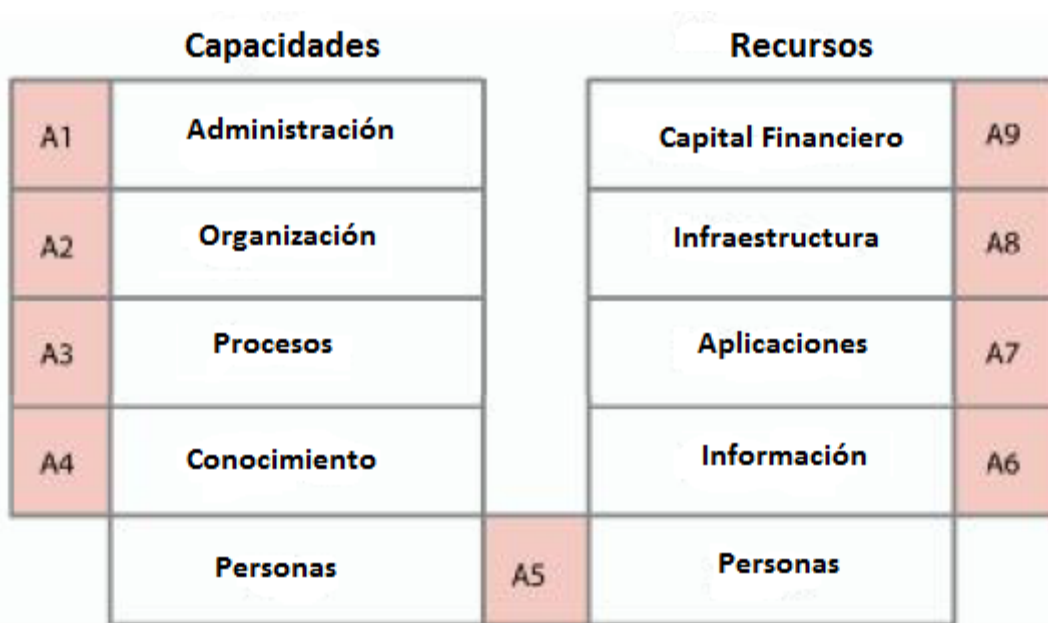 Capacidades Recursos
A1 Administración Capital Financiero A9
A2 Organización Infraestructura A8
A3 Procesos Aplicaciones A7
A4 Conocimiento Información A6
Personas A5 Personas